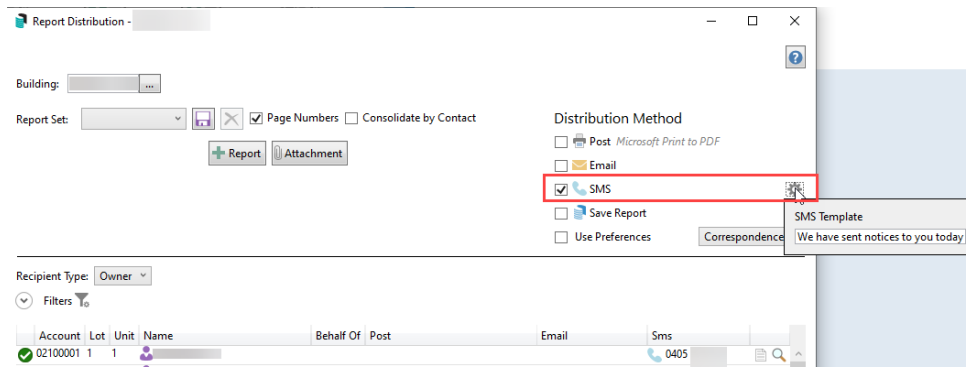 Report Distribution -
Building:
...
Report Set:
Page Numbers
Consolidate by Contact
Report
Attachment
Distribution Method
Post Microsoft Print to PDF
Email
SMS
Save Report
Use Preferences
Correspondence
SMS Template
We have sent notices to you today
Recipient Type: Owner
Filters
Account Lot Unit Name Behalf Of Post Email Sms
02100001 1 1 0405